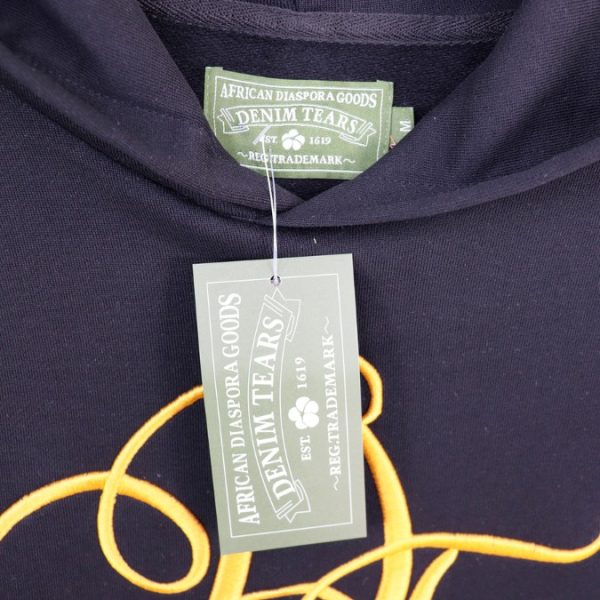 AFRICAN DIASPORA GOODS
DENIM TEARS
EST. 1619
~REG.TRADEMARK~
M
AFRICAN DIASPORA GOODS
DENIM TEARS
EST. 1619
~REG.TRADEMARK~